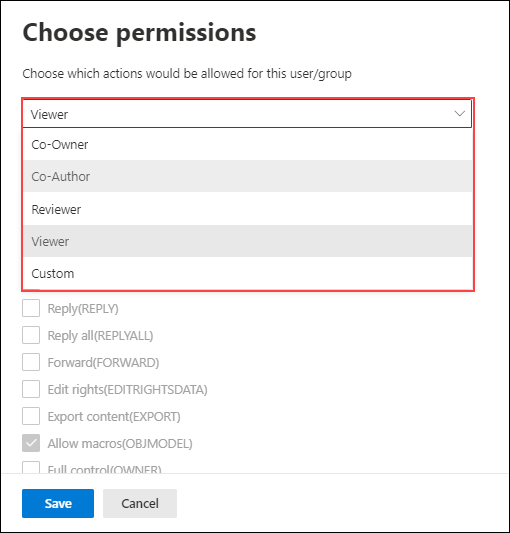 Choose permissions
Choose which actions would be allowed for this user/group
Viewer
Co-Owner
Co-Author
Reviewer
Viewer
Custom
Reply(REPLY)
Reply all(REPLYALL)
Forward(FORWARD)
Edit rights(EDITRIGHTSDATA)
Export content(EXPORT)
Allow macros(OBJMODEL)
Full control(OWNER)
Save
Cancel